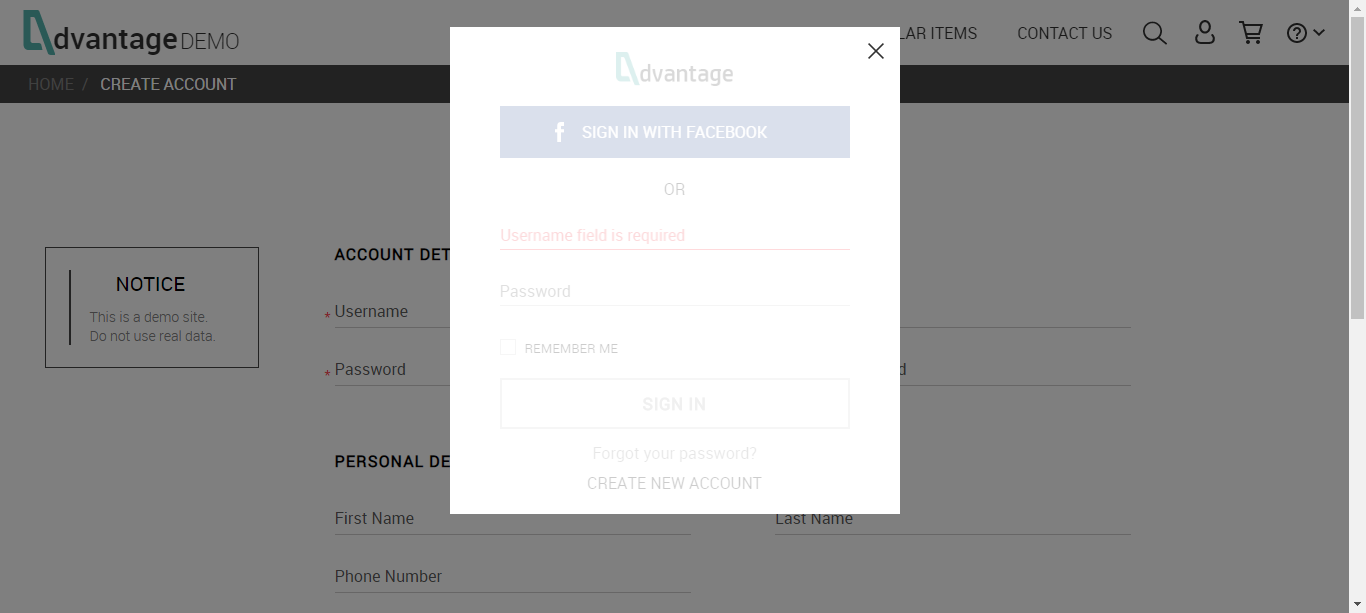 dvantage DEMO
LAR ITEMS
CONTACT US
HOME / CREATE ACCOUNT
dvantage
SIGN IN WITH FACEBOOK
OR
Username field is required
Password
REMEMBER ME
SIGN IN
Forgot your password?
CREATE NEW ACCOUNT
NOTICE
This is a demo site.
Do not use real data.
ACCOUNT DET
* Username
* Password
d
PERSONAL DE
First Name
Last Name
Phone Number